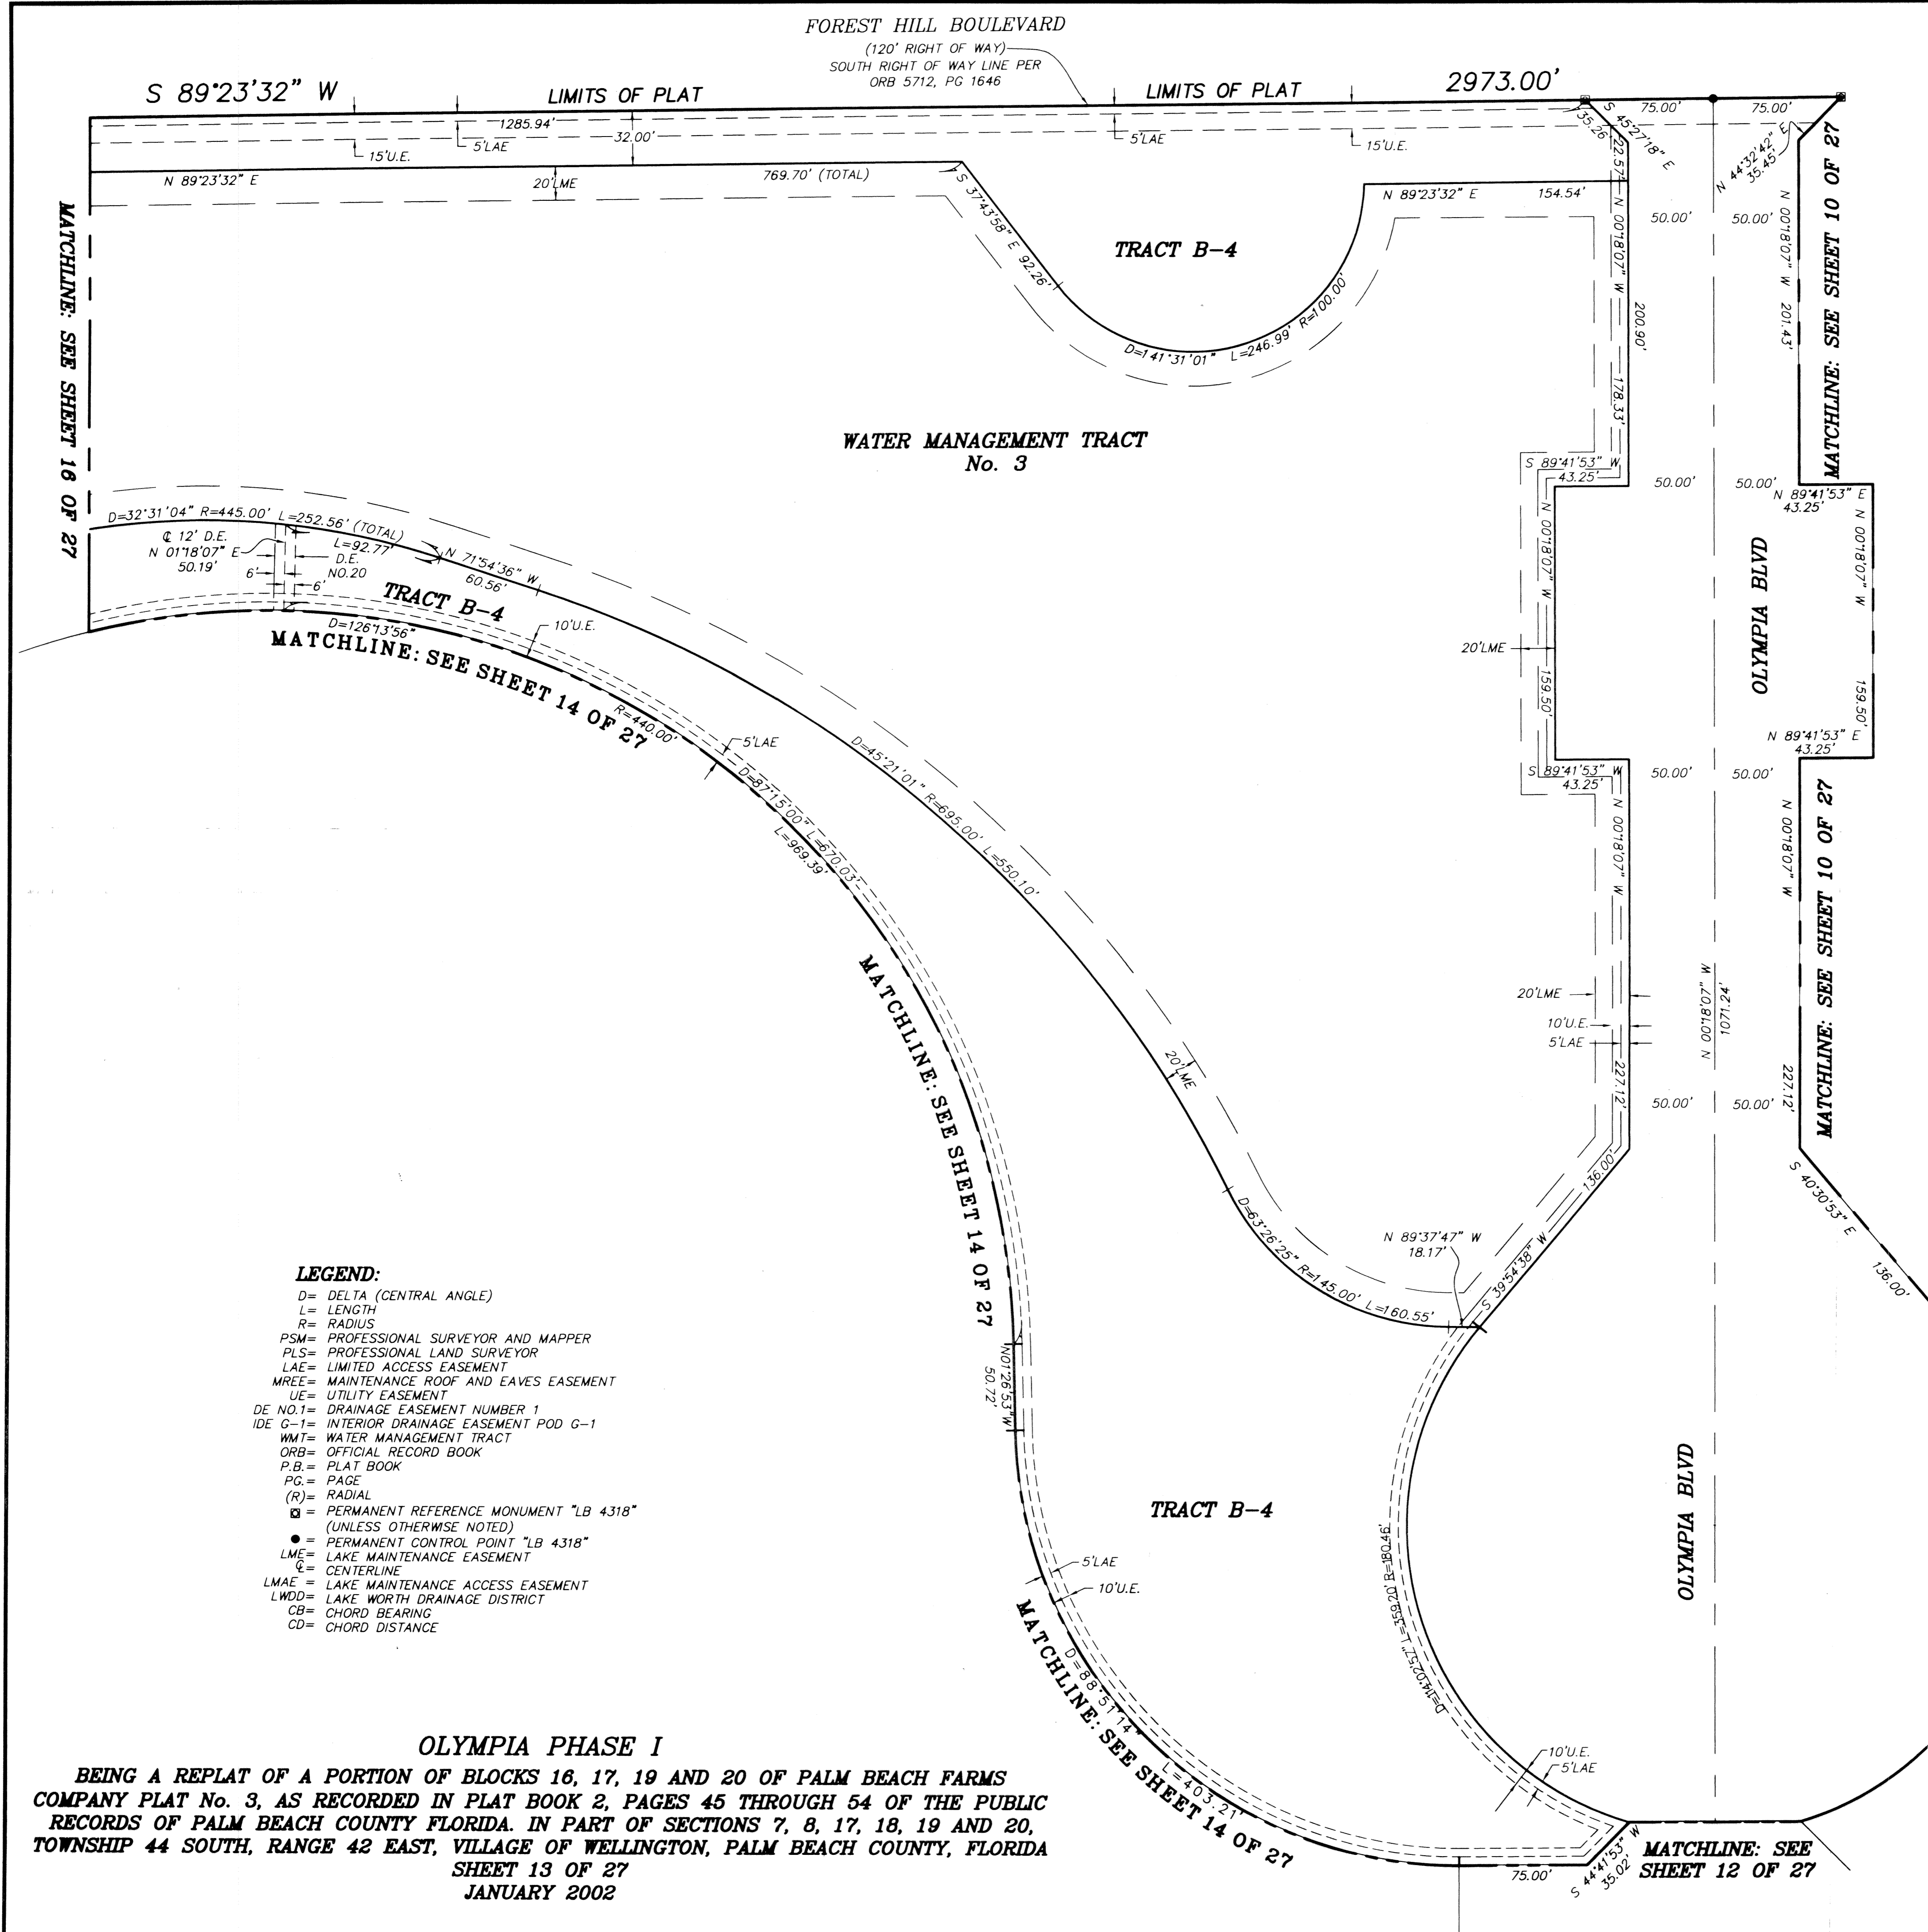 FOREST HILL BOULEVARD
(120' RIGHT OF WAY)
SOUTH RIGHT OF WAY LINE PER
ORB 5712, PG 1646
S 89°23'32" W
LIMITS OF PLAT
LIMITS OF PLAT
2973.00'
75.00'
75.00'
S 45°27'18" E
35.26'
N 44°32'42" E
35.45'
1285.94'
32.00'
15'U.E.
5'LAE
5'LAE
15'U.E.
22.57'
N 89°23'32" E
20'LME
769.70' (TOTAL)
S 37°43'58" E 92.26'
N 89°23'32" E 154.54'
TRACT B-4
D=141°31'01" L=246.99' R=100.00'
50.00'
50.00'
N 00°18'07" W
200.90'
178.33'
N 00°18'07" W 201.43'
MATCHLINE: SEE SHEET 10 OF 27
MATCHLINE: SEE SHEET 16 OF 27
WATER MANAGEMENT TRACT
No. 3
S 89°41'53" W
43.25'
50.00'
50.00'
N 89°41'53" E
43.25'
D=32°31'04" R=445.00' L=252.56' (TOTAL)
L=92.77'
℄ 12' D.E.
N 01°18'07" E
50.19'
D.E.
NO.20
6'
6'
N 71°54'36" W
60.56'
TRACT B-4
10'U.E.
D=126°13'56"
MATCHLINE: SEE SHEET 14 OF 27
R=440.00'
5'LAE
N 00°18'07" W
159.50'
20'LME
OLYMPIA BLVD
N 00°18'07" W
159.50'
S 89°41'53" W
43.25'
50.00'
50.00'
N 89°41'53" E
43.25'
D=87°15'00" L=670.03'
L=969.39'
D=45°21'01" R=695.00' L=550.10'
N 00°18'07" W
227.12'
N 00°18'07" W
227.12'
MATCHLINE: SEE SHEET 10 OF 27
MATCHLINE: SEE SHEET 14 OF 27
20'LME
20'LME
10'U.E.
5'LAE
N 00°18'07" W
1071.24'
50.00'
50.00'
136.00'
S 39°54'38" W
S 40°30'53" E
136.00'
D=63°26'25" R=145.00' L=160.55'
N 89°37'47" W
18.17'
N01°26'53"W
50.72'
LEGEND:
D= DELTA (CENTRAL ANGLE)
L= LENGTH
R= RADIUS
PSM= PROFESSIONAL SURVEYOR AND MAPPER
PLS= PROFESSIONAL LAND SURVEYOR
LAE= LIMITED ACCESS EASEMENT
MREE= MAINTENANCE ROOF AND EAVES EASEMENT
UE= UTILITY EASEMENT
DE NO.1= DRAINAGE EASEMENT NUMBER 1
IDE G-1= INTERIOR DRAINAGE EASEMENT POD G-1
WMT= WATER MANAGEMENT TRACT
ORB= OFFICIAL RECORD BOOK
P.B.= PLAT BOOK
PG.= PAGE
(R)= RADIAL
= PERMANENT REFERENCE MONUMENT "LB 4318"
(UNLESS OTHERWISE NOTED)
● = PERMANENT CONTROL POINT "LB 4318"
LME= LAKE MAINTENANCE EASEMENT
℄= CENTERLINE
LMAE = LAKE MAINTENANCE ACCESS EASEMENT
LWDD= LAKE WORTH DRAINAGE DISTRICT
CB= CHORD BEARING
CD= CHORD DISTANCE
TRACT B-4
OLYMPIA BLVD
5'LAE
10'U.E.
D=114°02'57" L=359.20' R=180.46'
MATCHLINE: SEE SHEET 14 OF 27
D=88°51'14"
L=403.21'
10'U.E.
5'LAE
75.00'
S 44°41'53" W
35.02'
MATCHLINE: SEE
SHEET 12 OF 27
OLYMPIA PHASE I
BEING A REPLAT OF A PORTION OF BLOCKS 16, 17, 19 AND 20 OF PALM BEACH FARMS
COMPANY PLAT No. 3, AS RECORDED IN PLAT BOOK 2, PAGES 45 THROUGH 54 OF THE PUBLIC
RECORDS OF PALM BEACH COUNTY FLORIDA. IN PART OF SECTIONS 7, 8, 17, 18, 19 AND 20,
TOWNSHIP 44 SOUTH, RANGE 42 EAST, VILLAGE OF WELLINGTON, PALM BEACH COUNTY, FLORIDA
SHEET 13 OF 27
JANUARY 2002